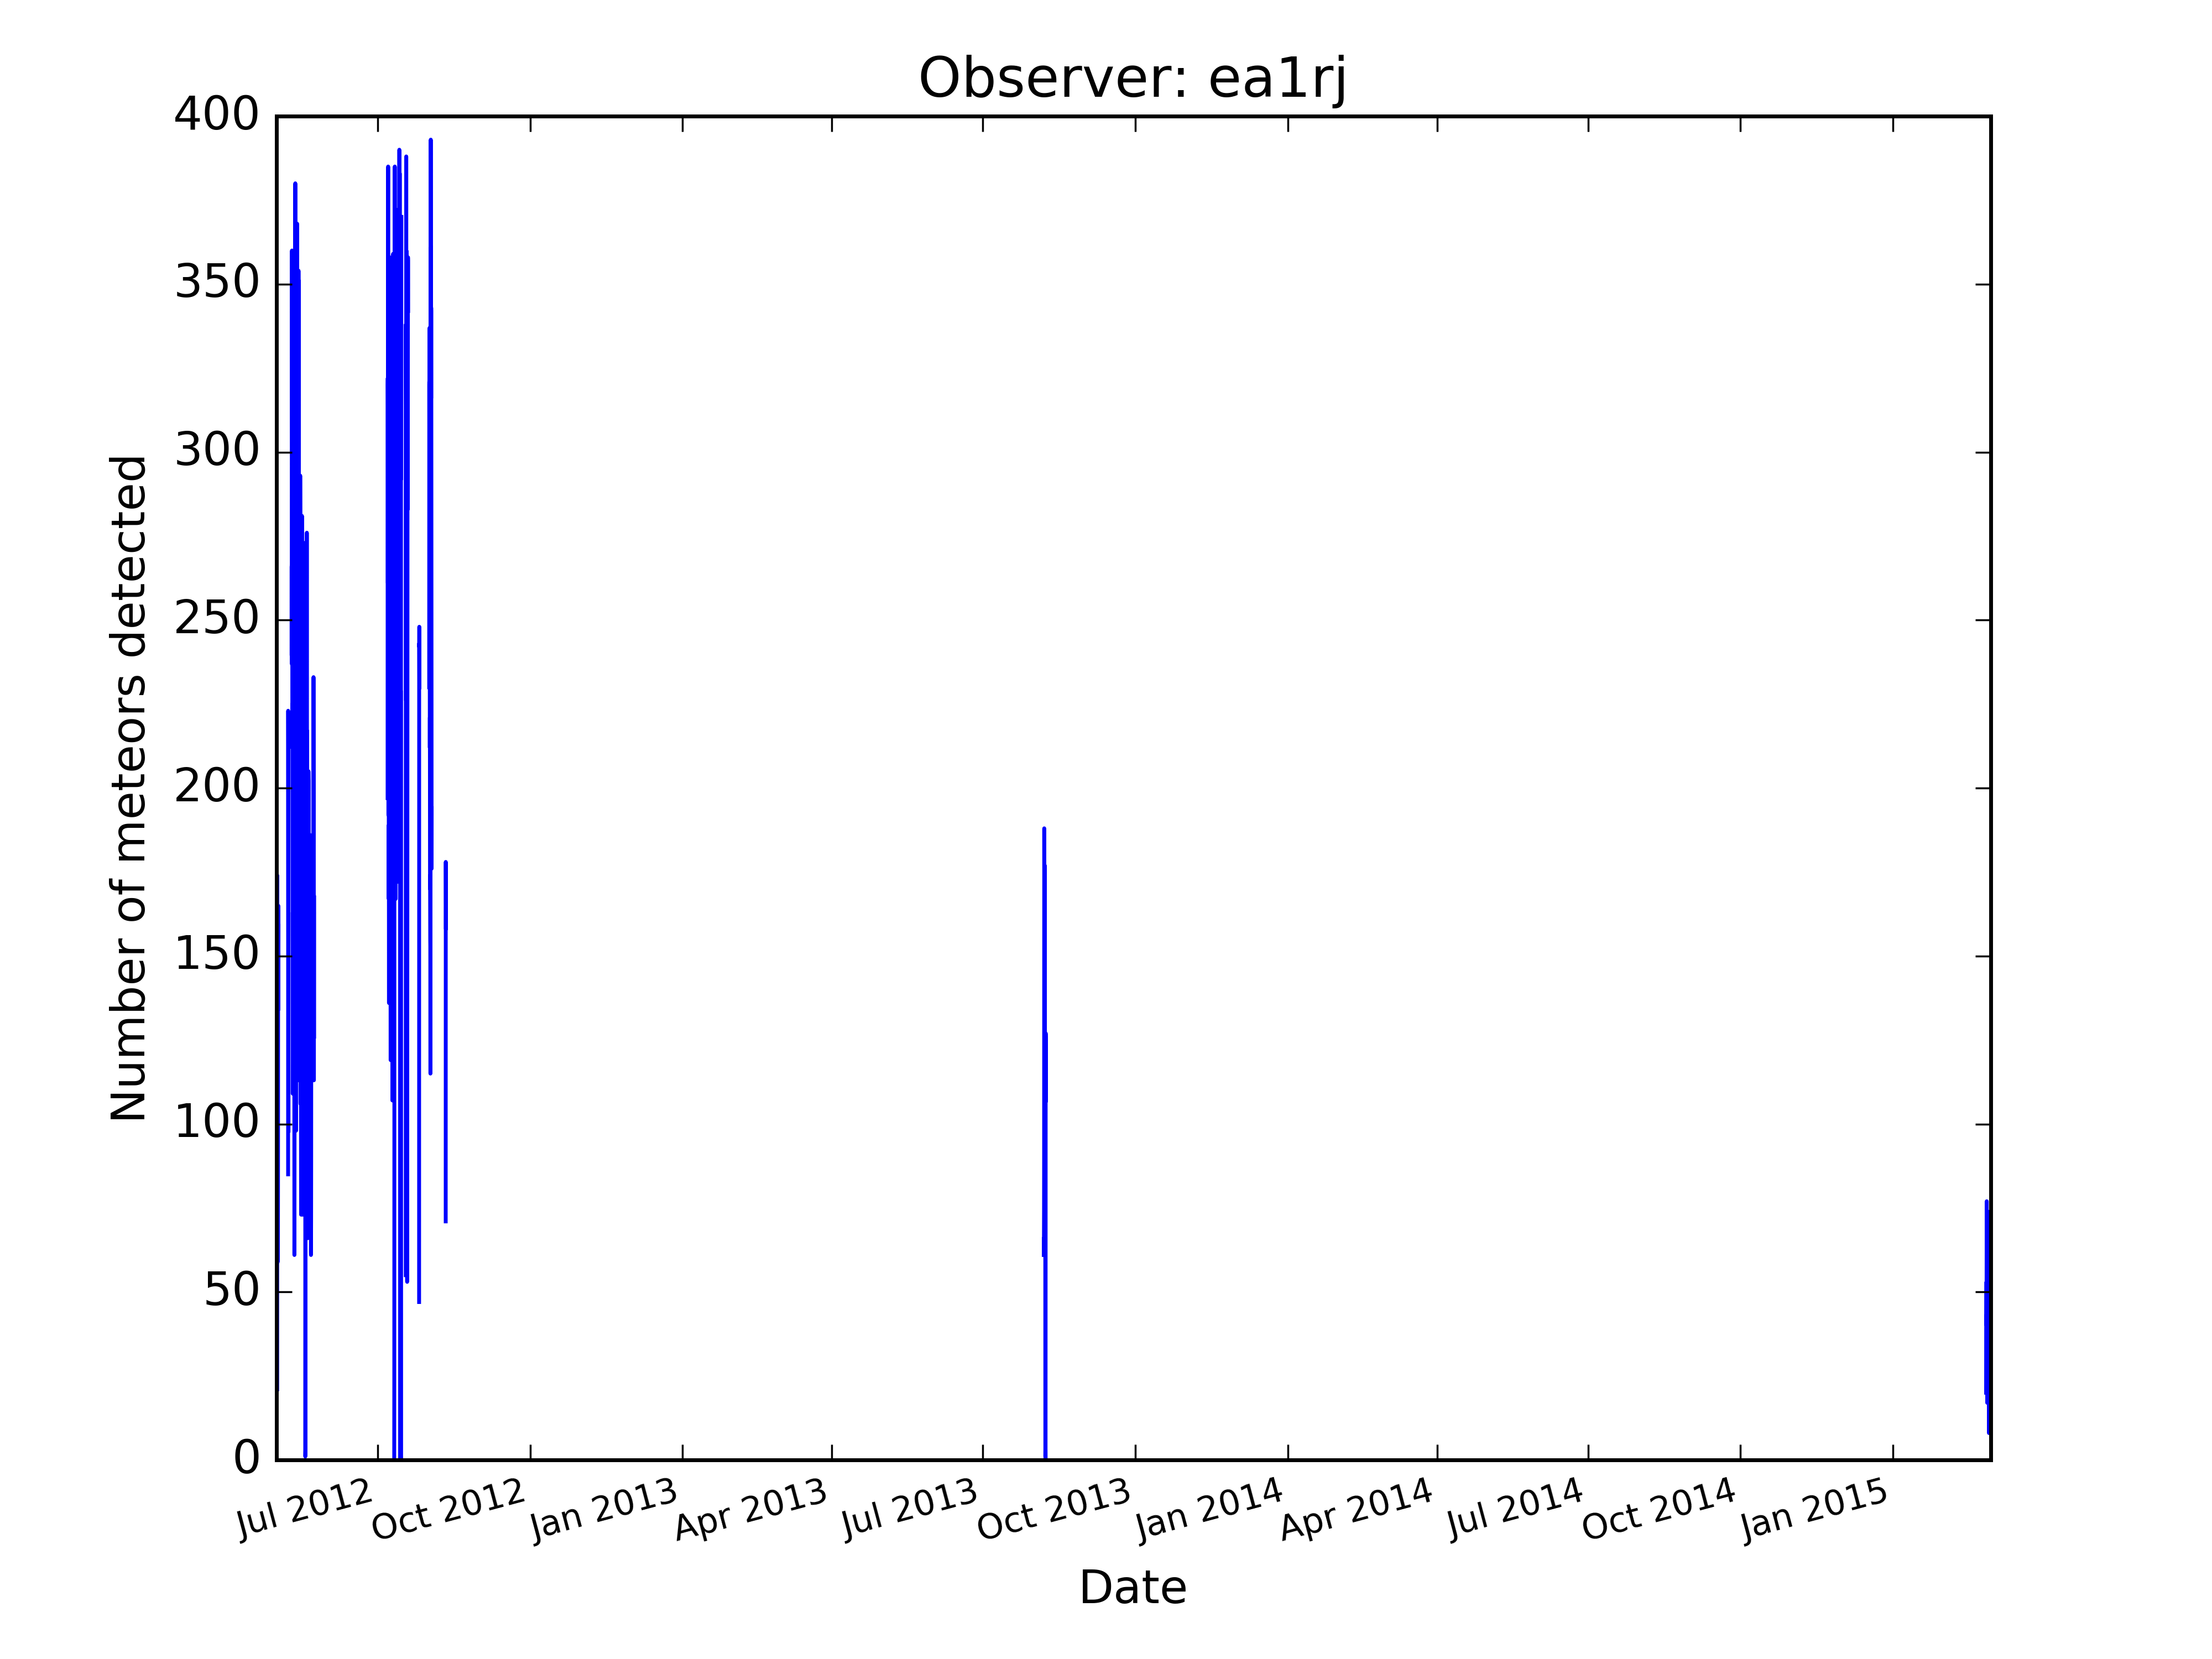 Observer: ea1rj
400
350
300
250
200
150
100
50
0
Number of meteors detected
Jul 2012
Oct 2012
Jan 2013
Apr 2013
Jul 2013
Oct 2013
Jan 2014
Apr 2014
Jul 2014
Oct 2014
Jan 2015
Date